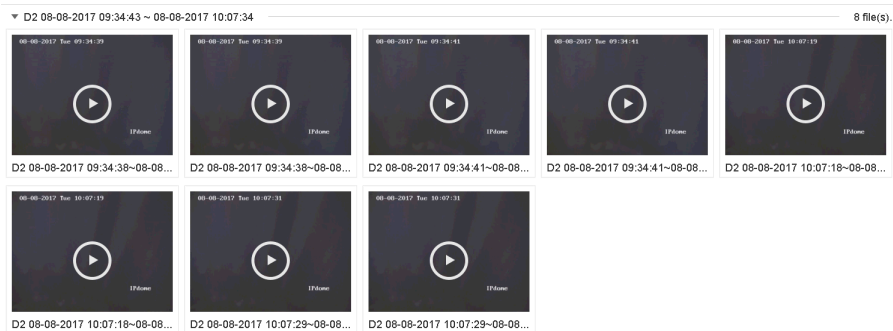 D2 08-08-2017 09:34:43 ~ 08-08-2017 10:07:34
8 file(s).
08-08-2017 Tue 09:34:39
IPdome
D2 08-08-2017 09:34:38~08-08...
08-08-2017 Tue 09:34:39
IPdome
D2 08-08-2017 09:34:38~08-08...
08-08-2017 Tue 09:34:41
IPdome
D2 08-08-2017 09:34:41~08-08...
08-08-2017 Tue 09:34:41
IPdome
D2 08-08-2017 09:34:41~08-08...
08-08-2017 Tue 10:07:19
IPdome
D2 08-08-2017 10:07:18~08-08...
08-08-2017 Tue 10:07:19
IPdome
D2 08-08-2017 10:07:18~08-08...
08-08-2017 Tue 10:07:31
IPdome
D2 08-08-2017 10:07:29~08-08...
08-08-2017 Tue 10:07:31
IPdome
D2 08-08-2017 10:07:29~08-08...